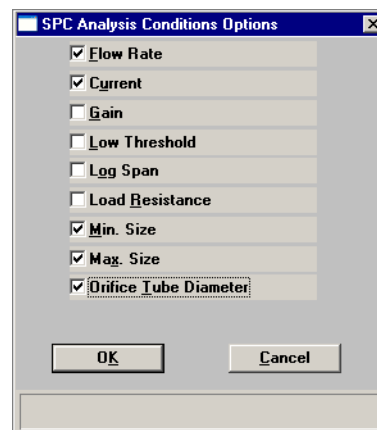 SPC Analysis Conditions Options
Flow Rate
Current
Gain
Low Threshold
Log Span
Load Resistance
Min. Size
Max. Size
Orifice Tube Diameter
OK Cancel